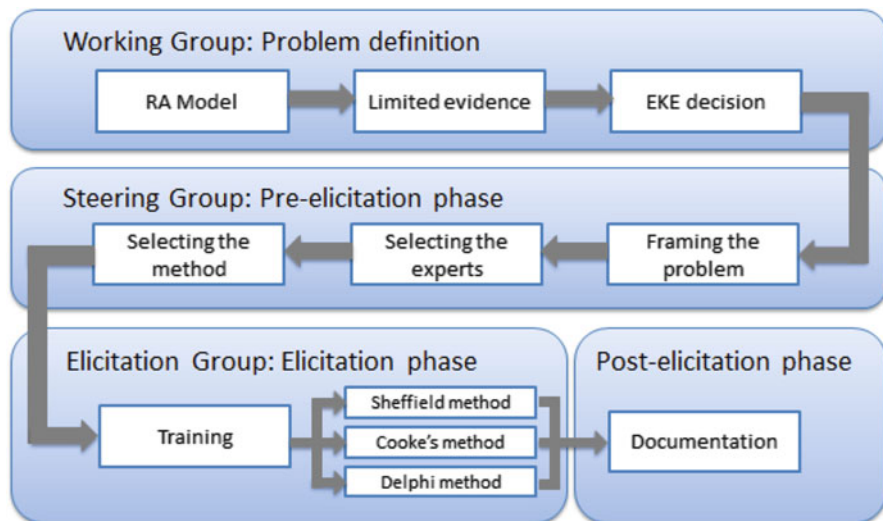 Working Group: Problem definition
RA Model
Limited evidence
EKE decision
Steering Group: Pre-elicitation phase
Selecting the
method
Selecting the
experts
Framing the
problem
Elicitation Group: Elicitation phase
Training
Sheffield method
Cooke's method
Delphi method
Post-elicitation phase
Documentation